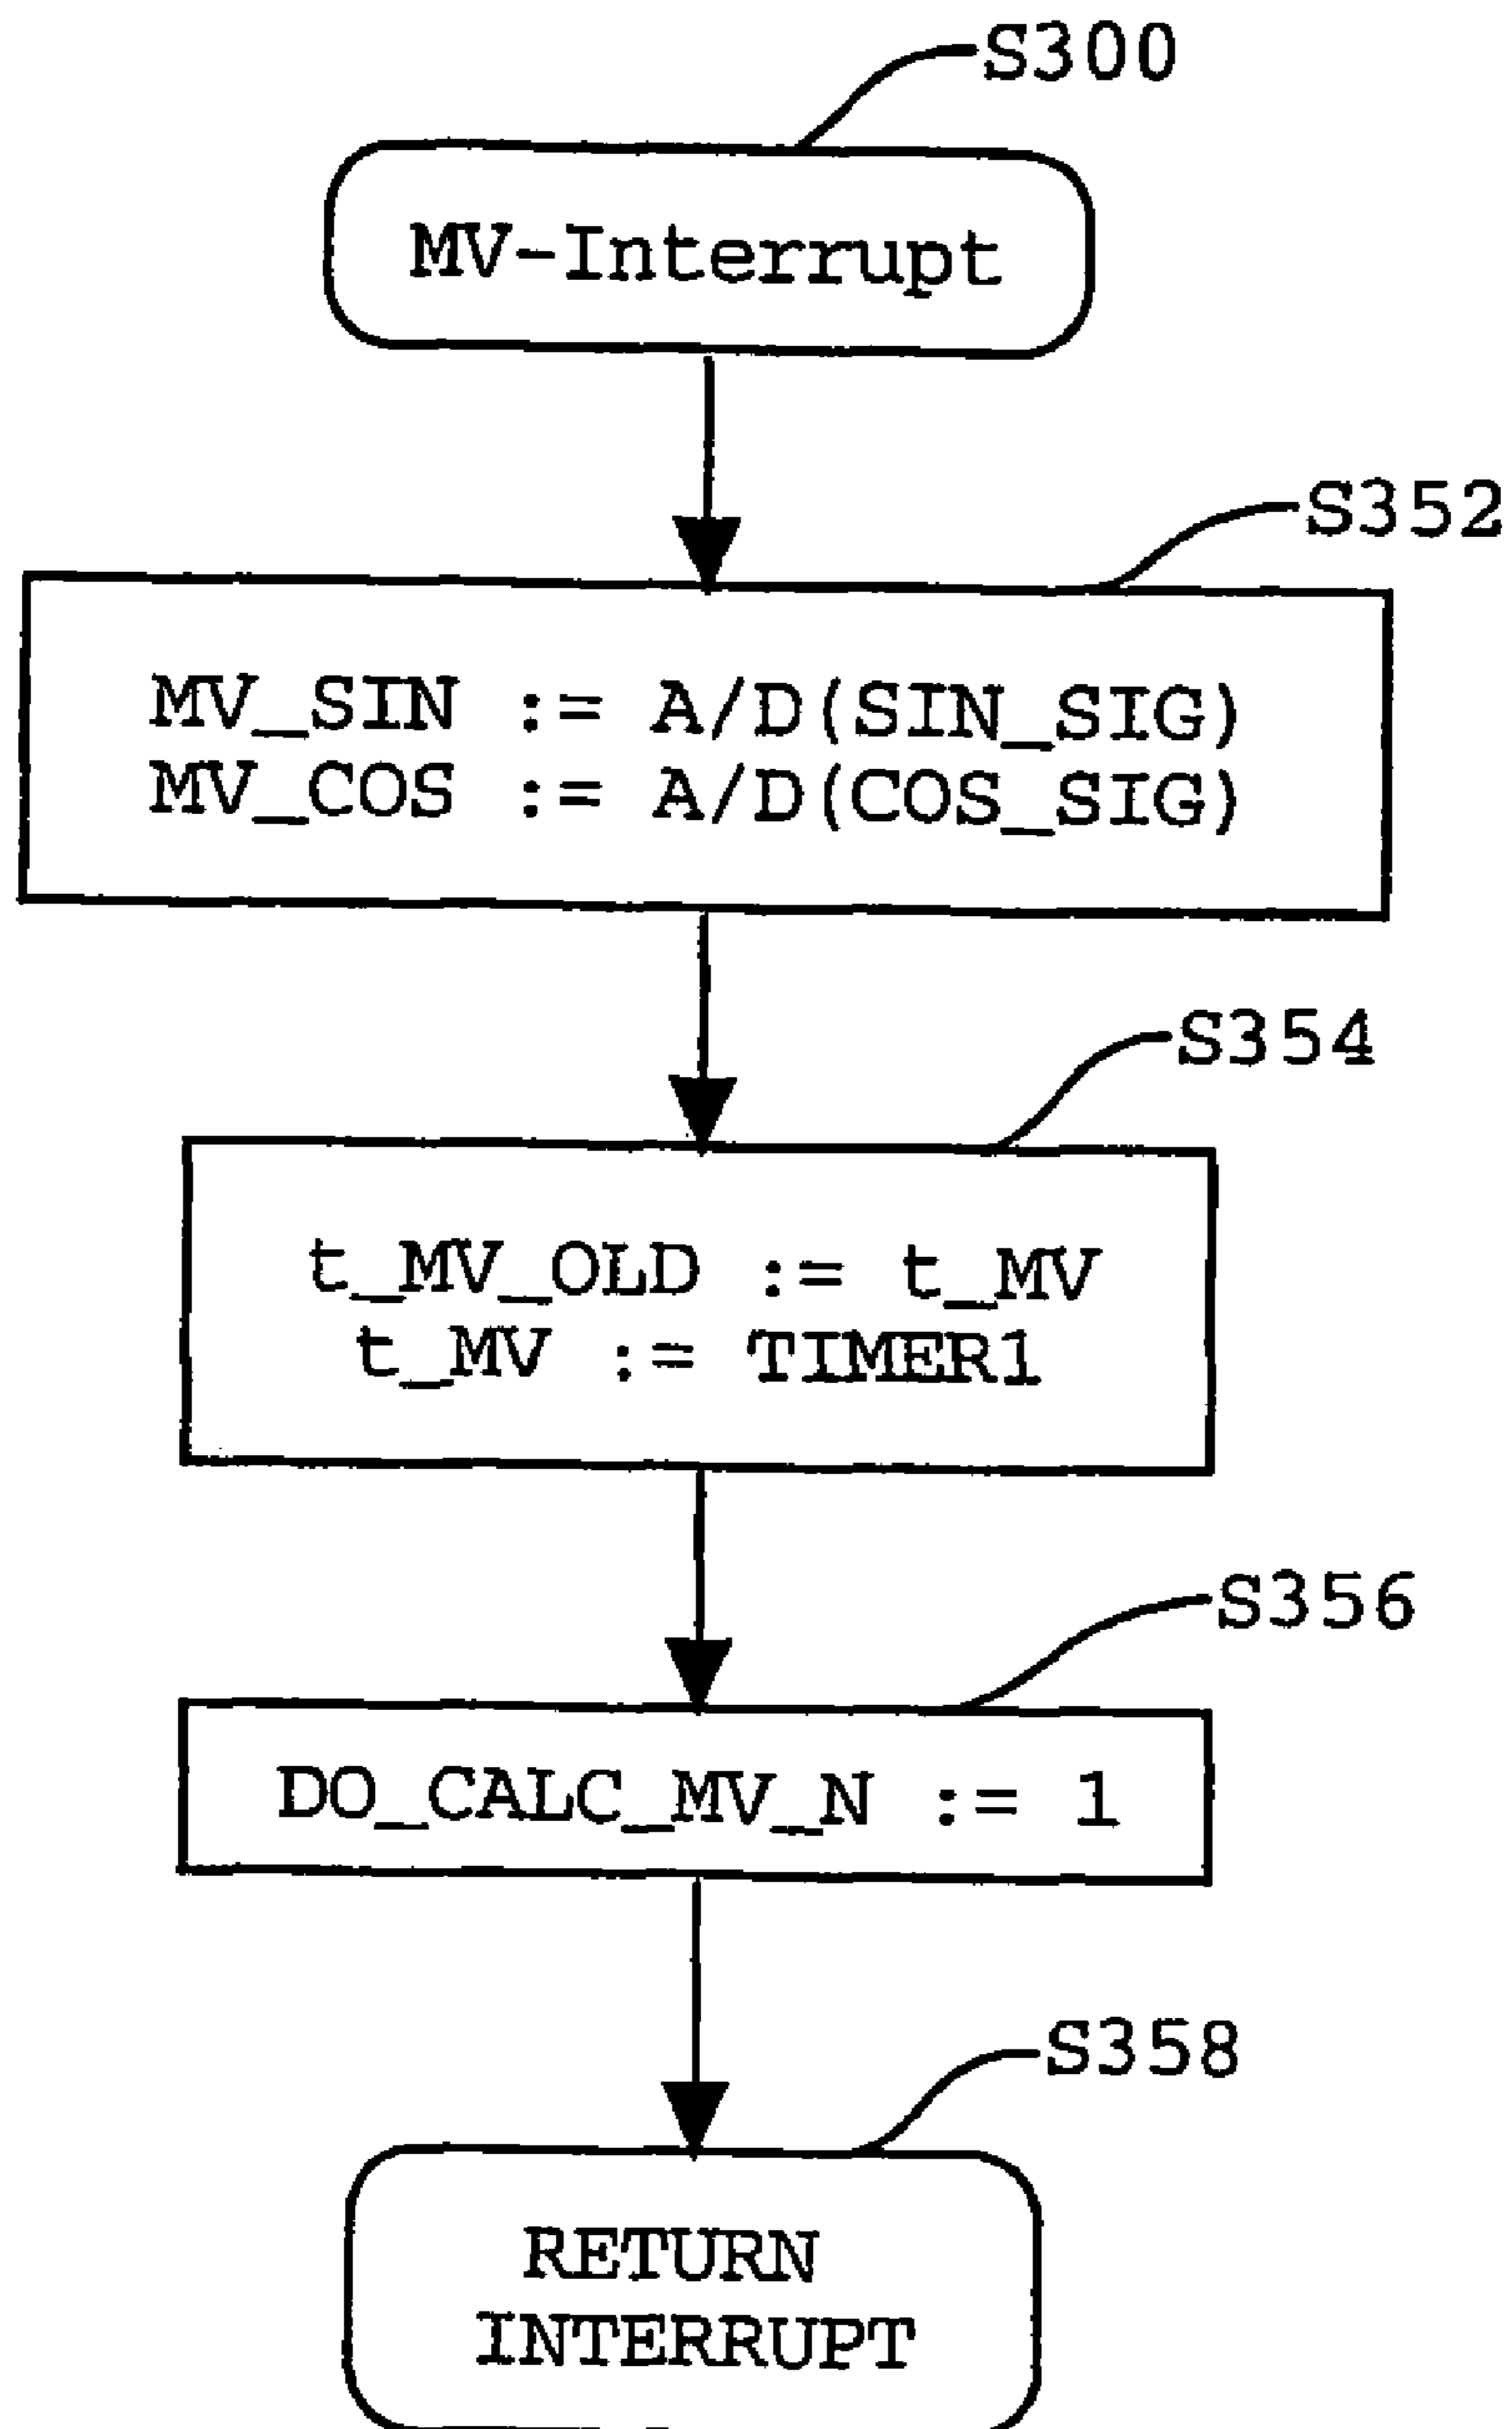 S300
MV-Interrupt
S352
MV_SIN := A/D(SIN_SIG)
MV_COS := A/D(COS_SIG)
S354
t_MV_OLD := t_MV
t_MV := TIMER1
S356
DO_CALC_MV_N := 1
S358
RETURN
INTERRUPT